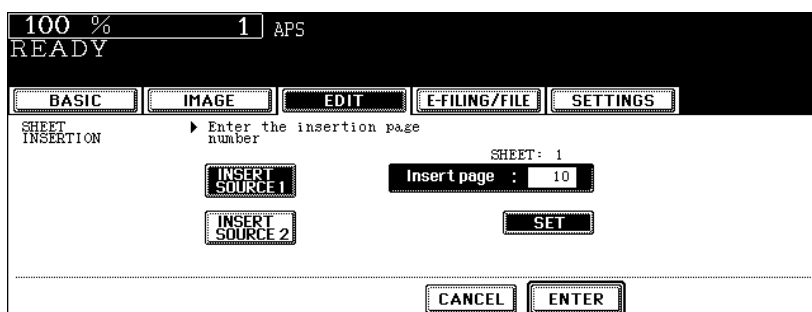 100 % 1 APS
READY
BASIC IMAGE EDIT E-FILING/FILE SETTINGS
SHEET INSERTION
Enter the insertion page number
SHEET: 1
INSERT SOURCE 1
Insert page : 10
INSERT SOURCE 2
SET
CANCEL ENTER